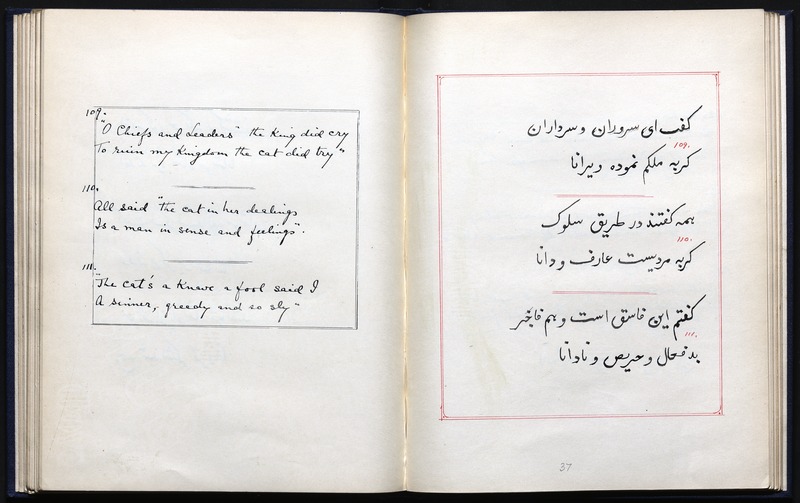 109.
"O Chiefs and Leaders" the King did cry
To ruin my Kingdom the cat did try"
110.
All said "the cat in her dealings
Is a man in sense and feelings".
111.
"The cat's a Knave a fool said I
A sinner, greedy and so sly"
گفت ای سروران و سرداران
109.
گربه ملکم نموده ویرانا
همه گفتند در طریق سلوک
110.
گربه مردیست عارف و دانا
گفتم این فاسق است و هم فاجر
111.
بدفعال و حریص و نادانا
37